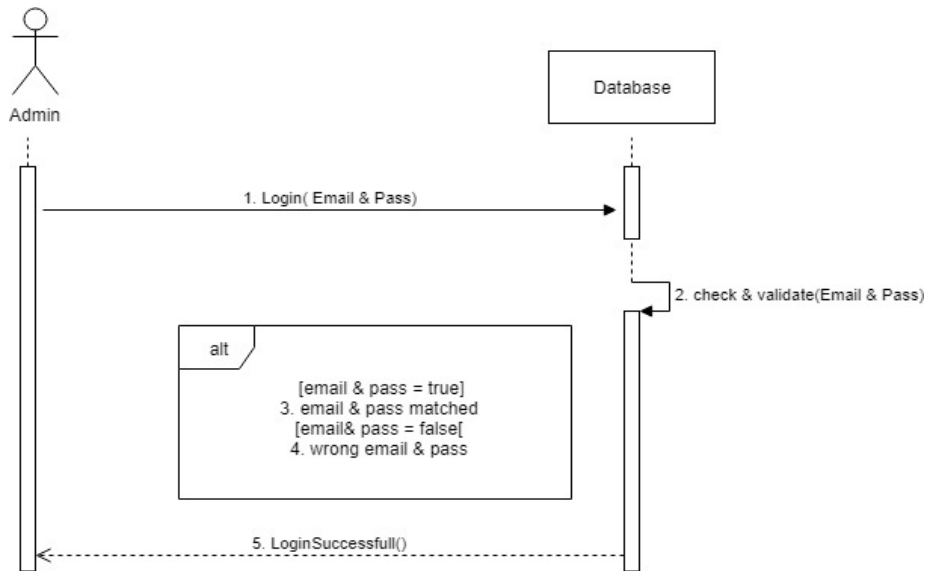 Admin
Database
1. Login( Email & Pass)
2. check & validate(Email & Pass)
alt
[email & pass = true]
3. email & pass matched
[email& pass = false[
4. wrong email & pass
5. LoginSuccessfull()